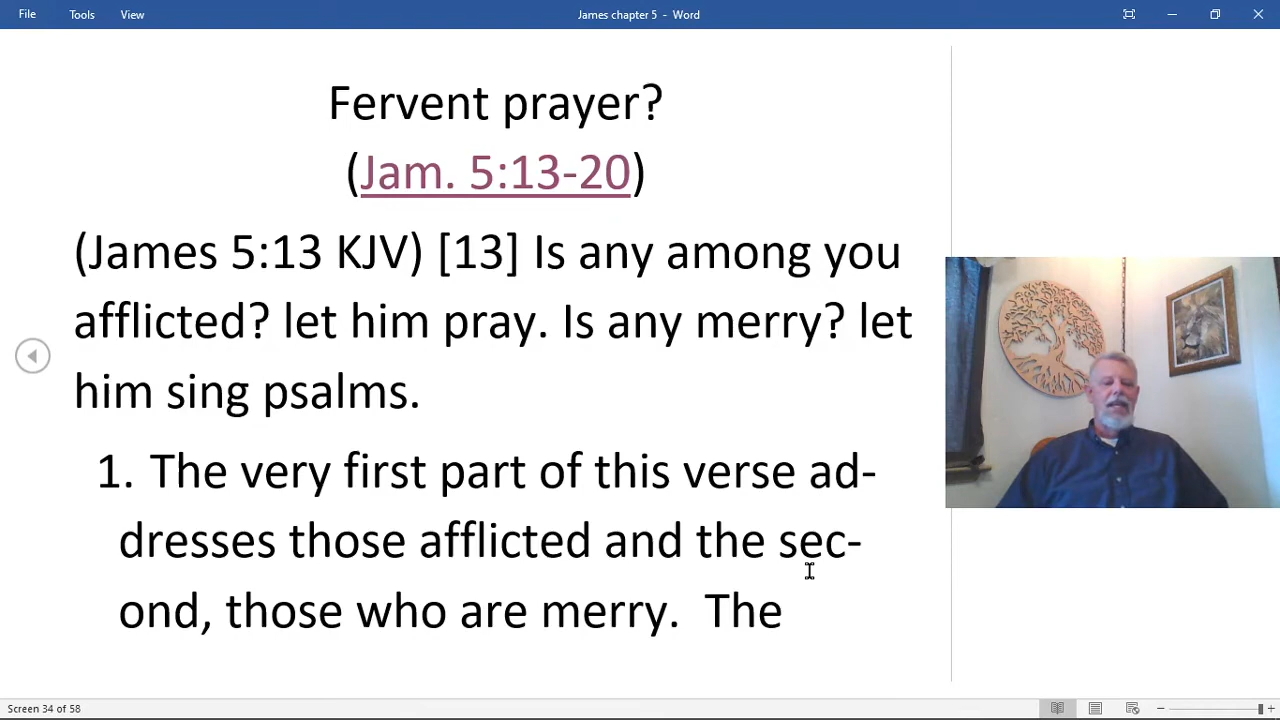 File Tools View James chapter 5 - Word
Fervent prayer?
(Jam. 5:13-20)
(James 5:13 KJV) [13] Is any among you
afflicted? let him pray. Is any merry? let
him sing psalms.
1. The very first part of this verse ad-
dresses those afflicted and the sec-
ond, those who are merry. The
Screen 34 of 58